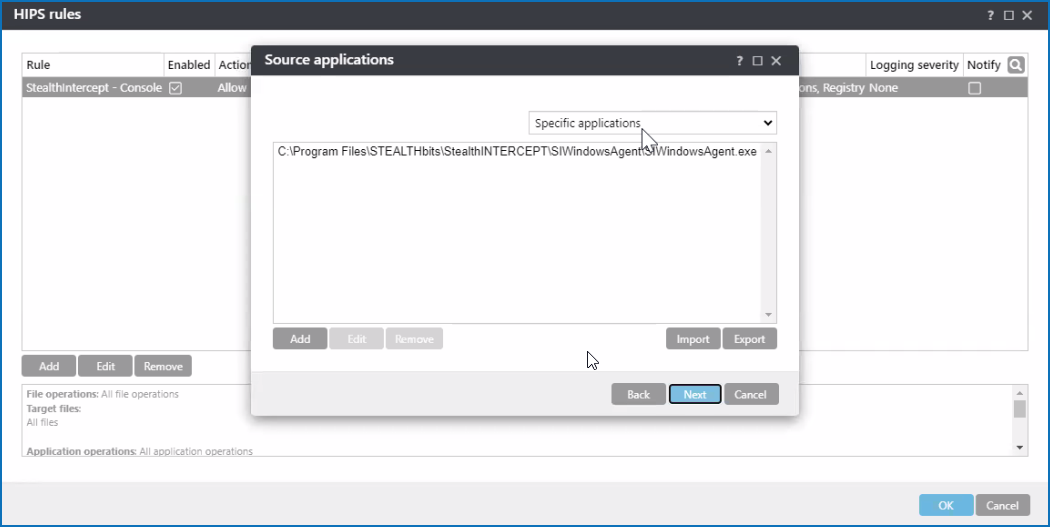 HIPS rules
?
Source applications
?
Rule Enabled Action Logging severity Notify
StealthIntercept - Console Allow ons, Registry None
Specific applications
C:\Program Files\STEALTHbits\StealthINTERCEPT\SIWindowsAgent\SIWindowsAgent.exe
Add Edit Remove Import Export
Back Next Cancel
Add Edit Remove
File operations: All file operations
Target files:
All files
Application operations: All application operations
OK Cancel